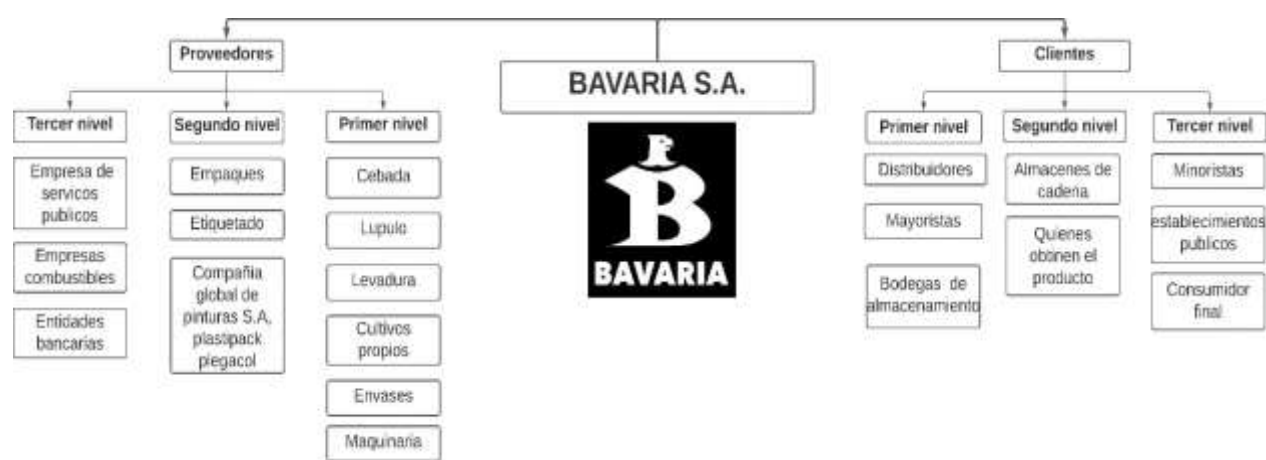 Proveedores
BAVARIA S.A.
Clientes
Tercer nivel
Segundo nivel
Primer nivel
Empresa de
servicos
publicos
Empresas
combustibles
Entidades
bancarias
Empaques
Etiquetado
Compañia
global de
pinturas S.A,
plastipack
plegacol
Cebada
Lupulo
Levadura
Cultivos
propios
Envases
Maquinaria
B
BAVARIA
Primer nivel
Segundo nivel
Tercer nivel
Distribuidores
Mayoristas
Bodegas de
almacenamiento
Almacenes de
cadena
Quienes
obtinen el
producto
Minoristas
establecimientos
publicos
Consumidor
final